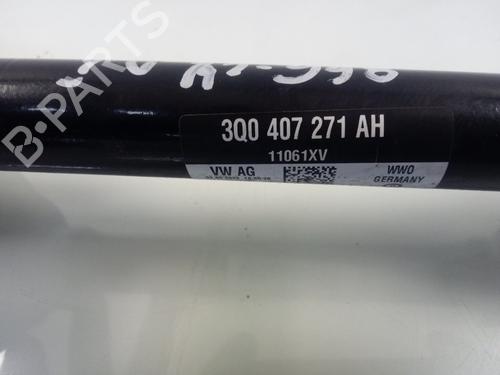 B-PARTS
3Q0 407 271 AH
11061XV
VW AG
WWO
GERMANY